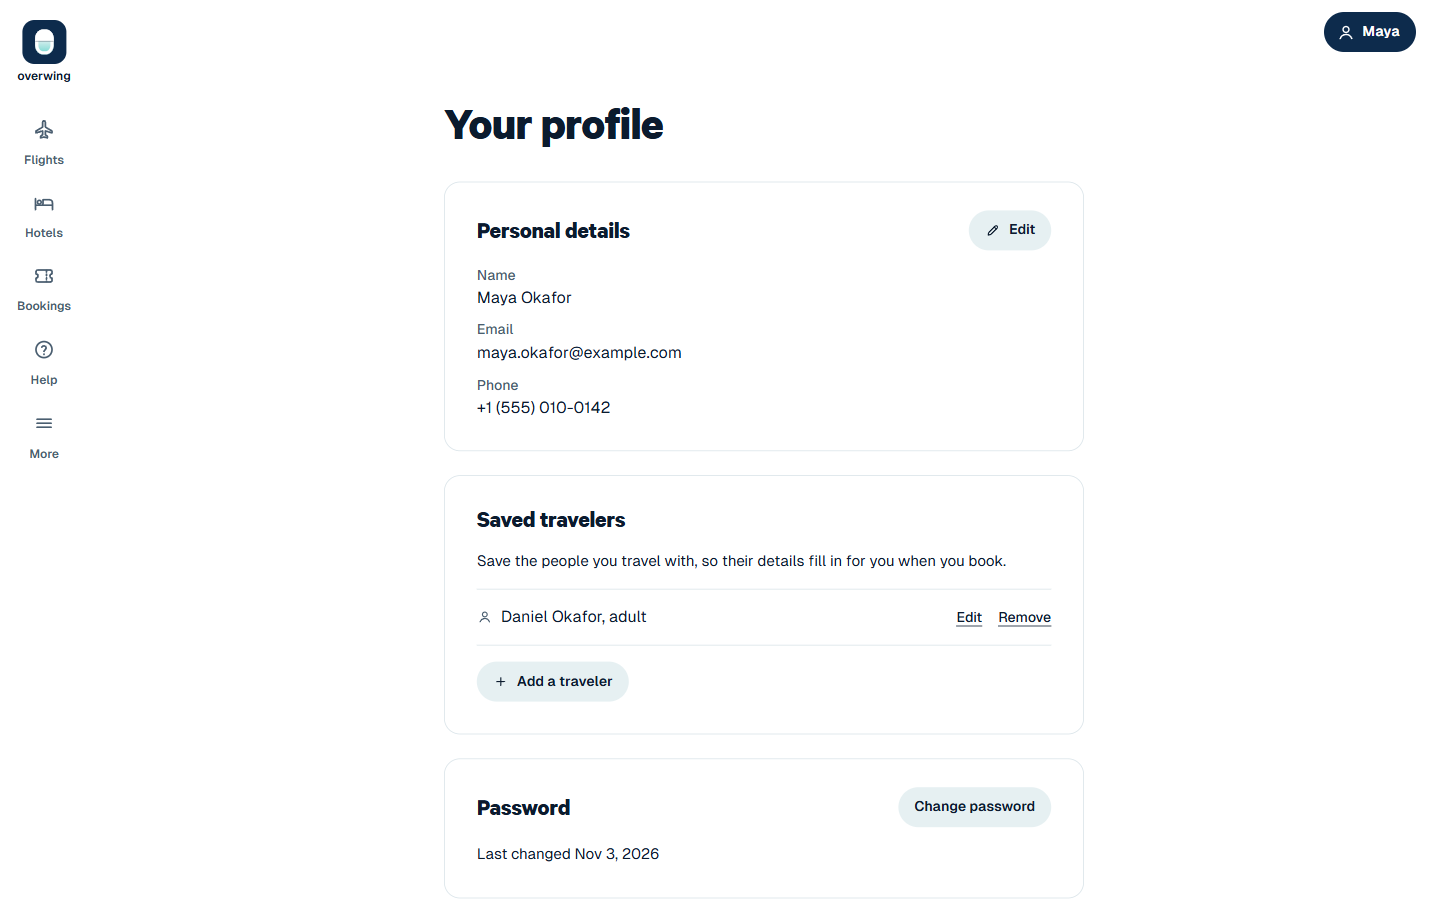 overwing
Flights
Hotels
Bookings
Help
More
Maya
Your profile
Personal details
Edit
Name
Maya Okafor
Email
maya.okafor@example.com
Phone
+1 (555) 010-0142
Saved travelers
Save the people you travel with, so their details fill in for you when you book.
Daniel Okafor, adult
Edit Remove
+ Add a traveler
Password
Change password
Last changed Nov 3, 2026